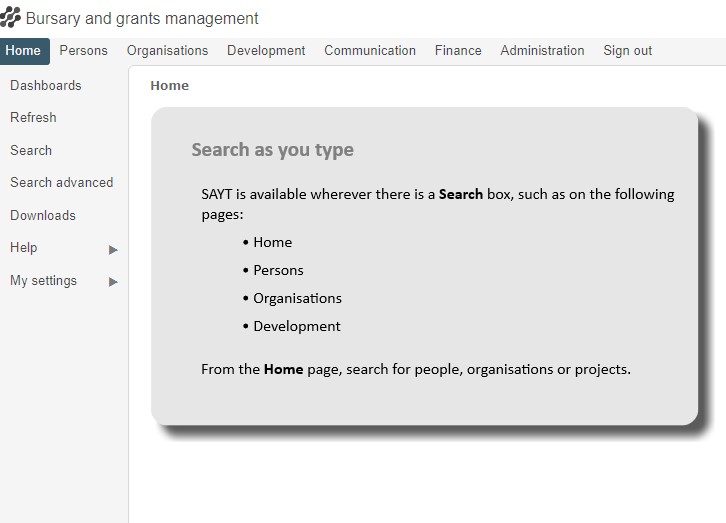 Bursary and grants management
Home Persons Organisations Development Communication Finance Administration Sign out
Dashboards
Refresh
Search
Search advanced
Downloads
Help
My settings
Home
Search as you type
SAYT is available wherever there is a Search box, such as on the following
pages:
• Home
• Persons
• Organisations
• Development
From the Home page, search for people, organisations or projects.